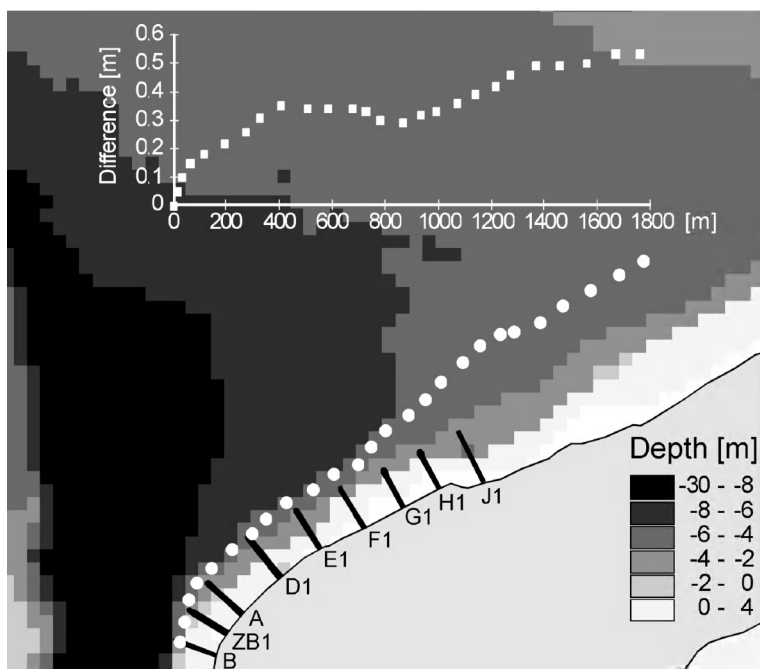 0.6
0.5
0.4
0.3
0.2
0.1
0
Difference [m]
0 200 400 600 800 1000 1200 1400 1600 1800 [m]
J1
H1
G1
F1
E1
D1
A
ZB1
B
Depth [m]
-30 - -8
-8 - -6
-6 - -4
-4 - -2
-2 - 0
0 - 4